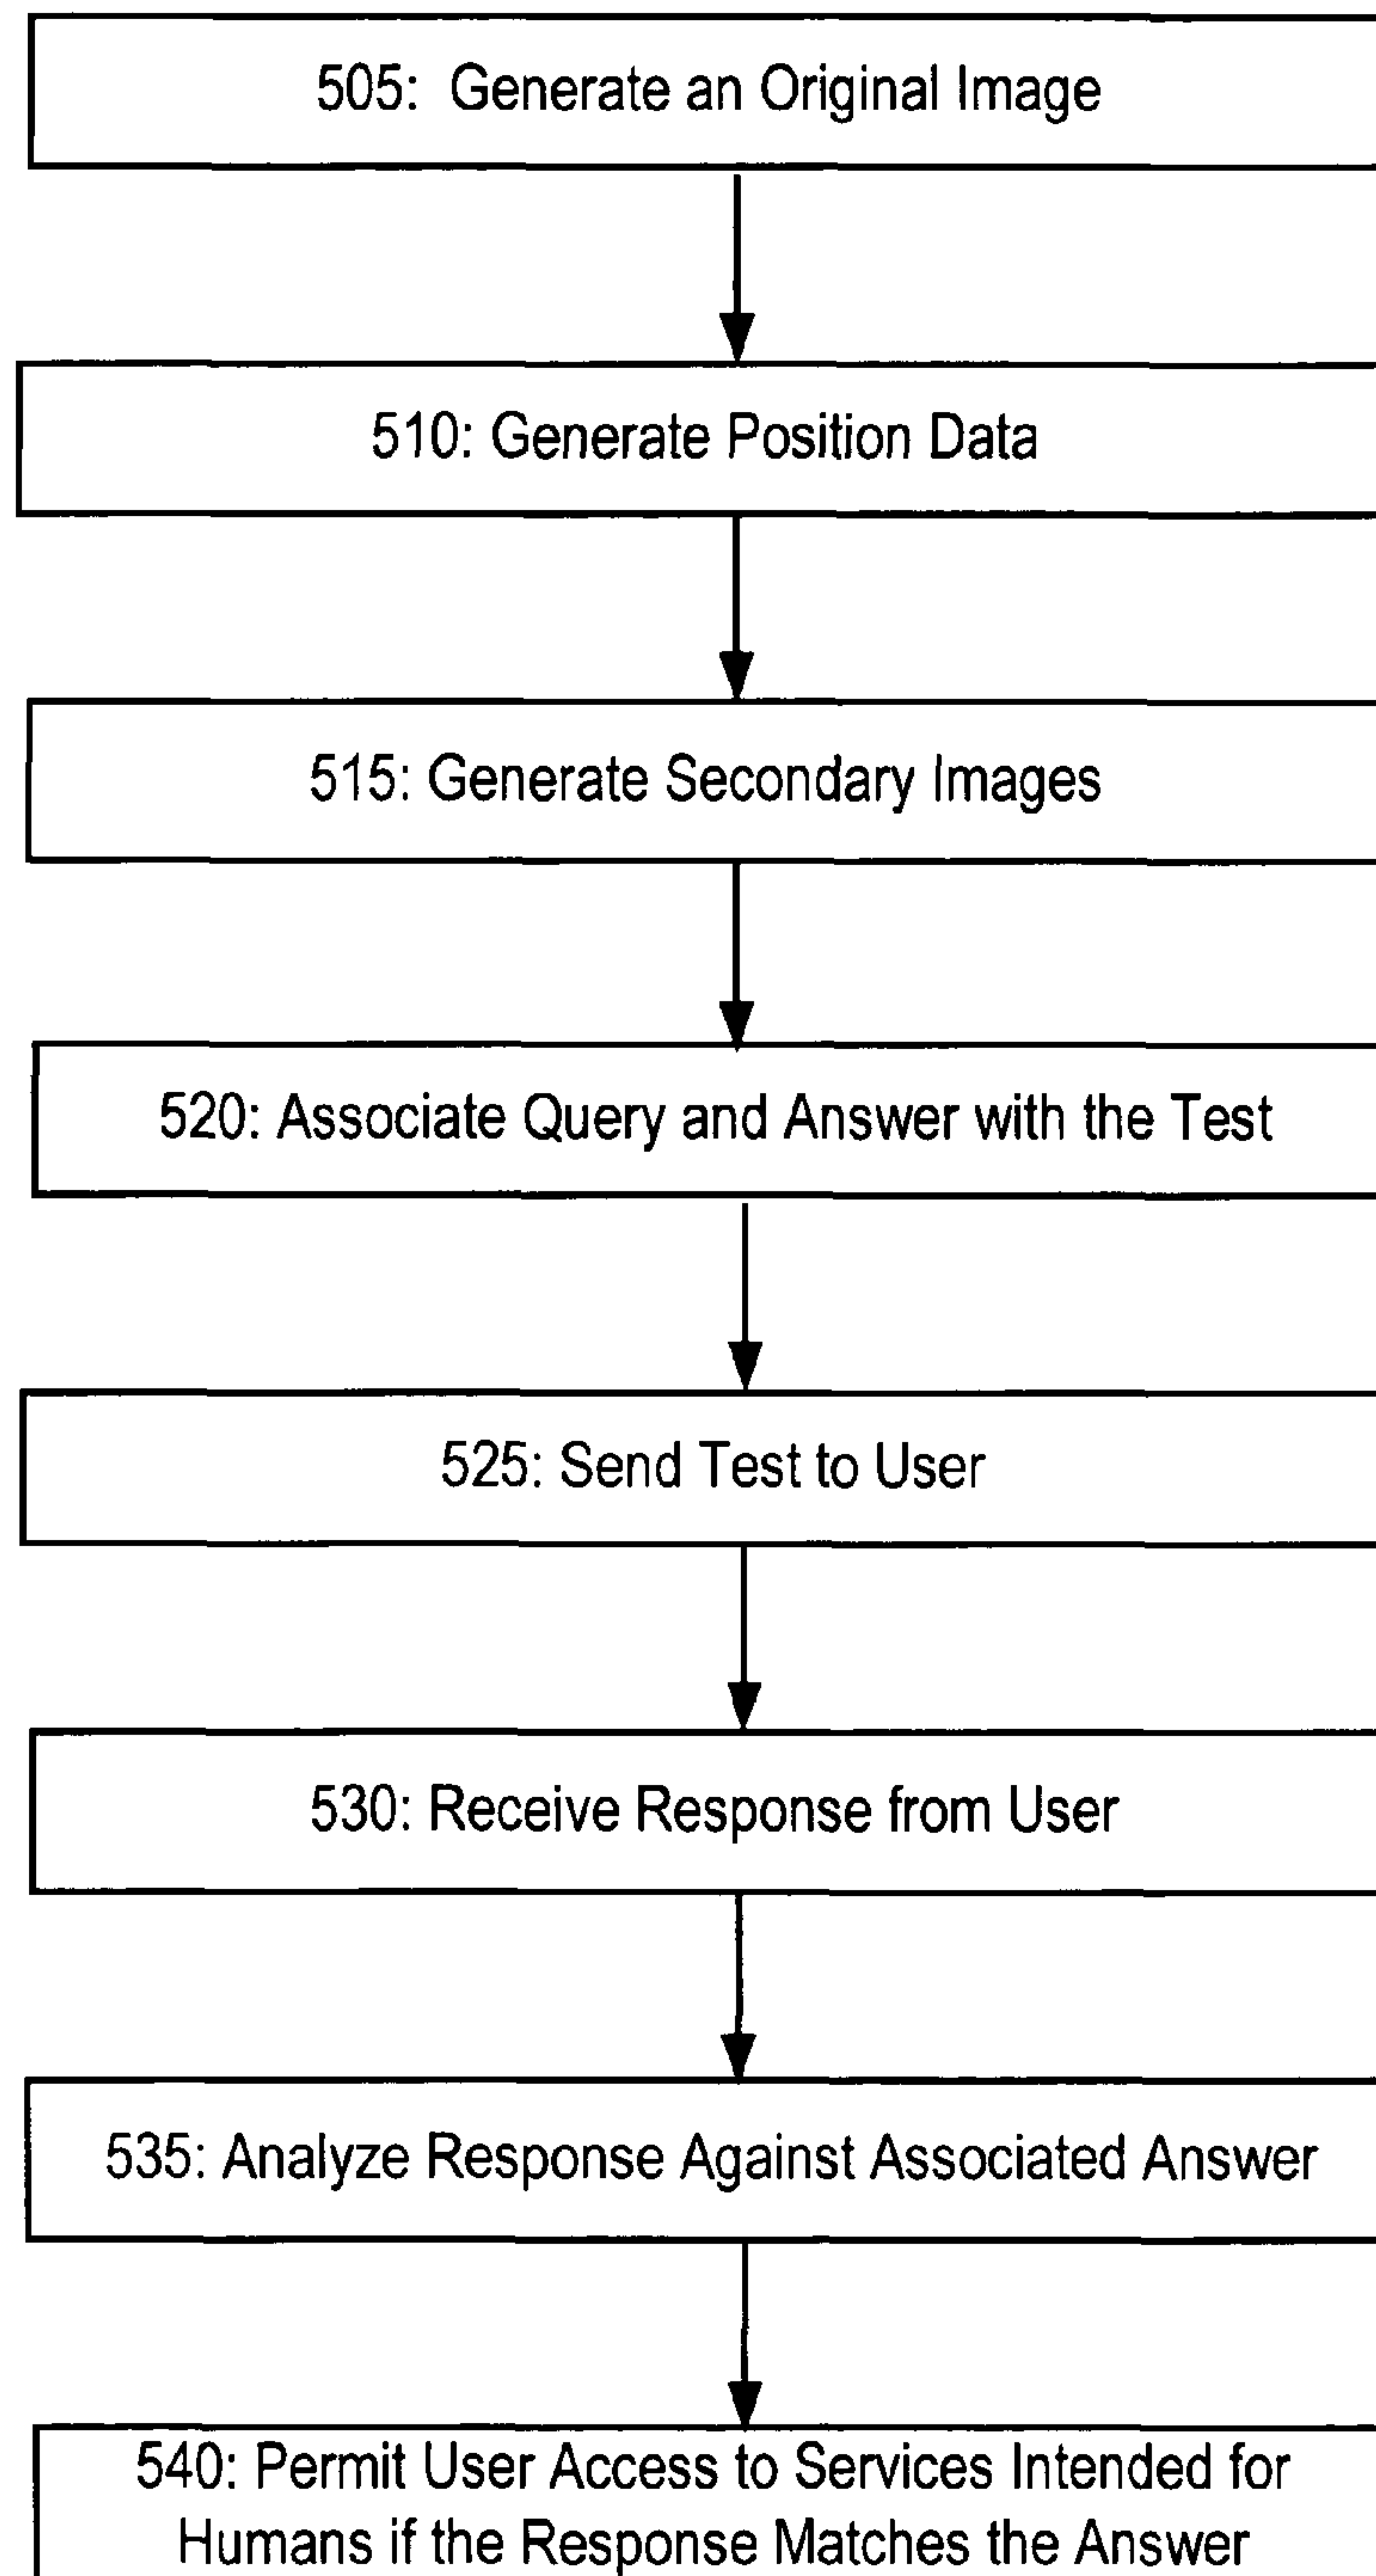 505: Generate an Original Image
510: Generate Position Data
515: Generate Secondary Images
520: Associate Query and Answer with the Test
525: Send Test to User
530: Receive Response from User
535: Analyze Response Against Associated Answer
540: Permit User Access to Services Intended for
Humans if the Response Matches the Answer